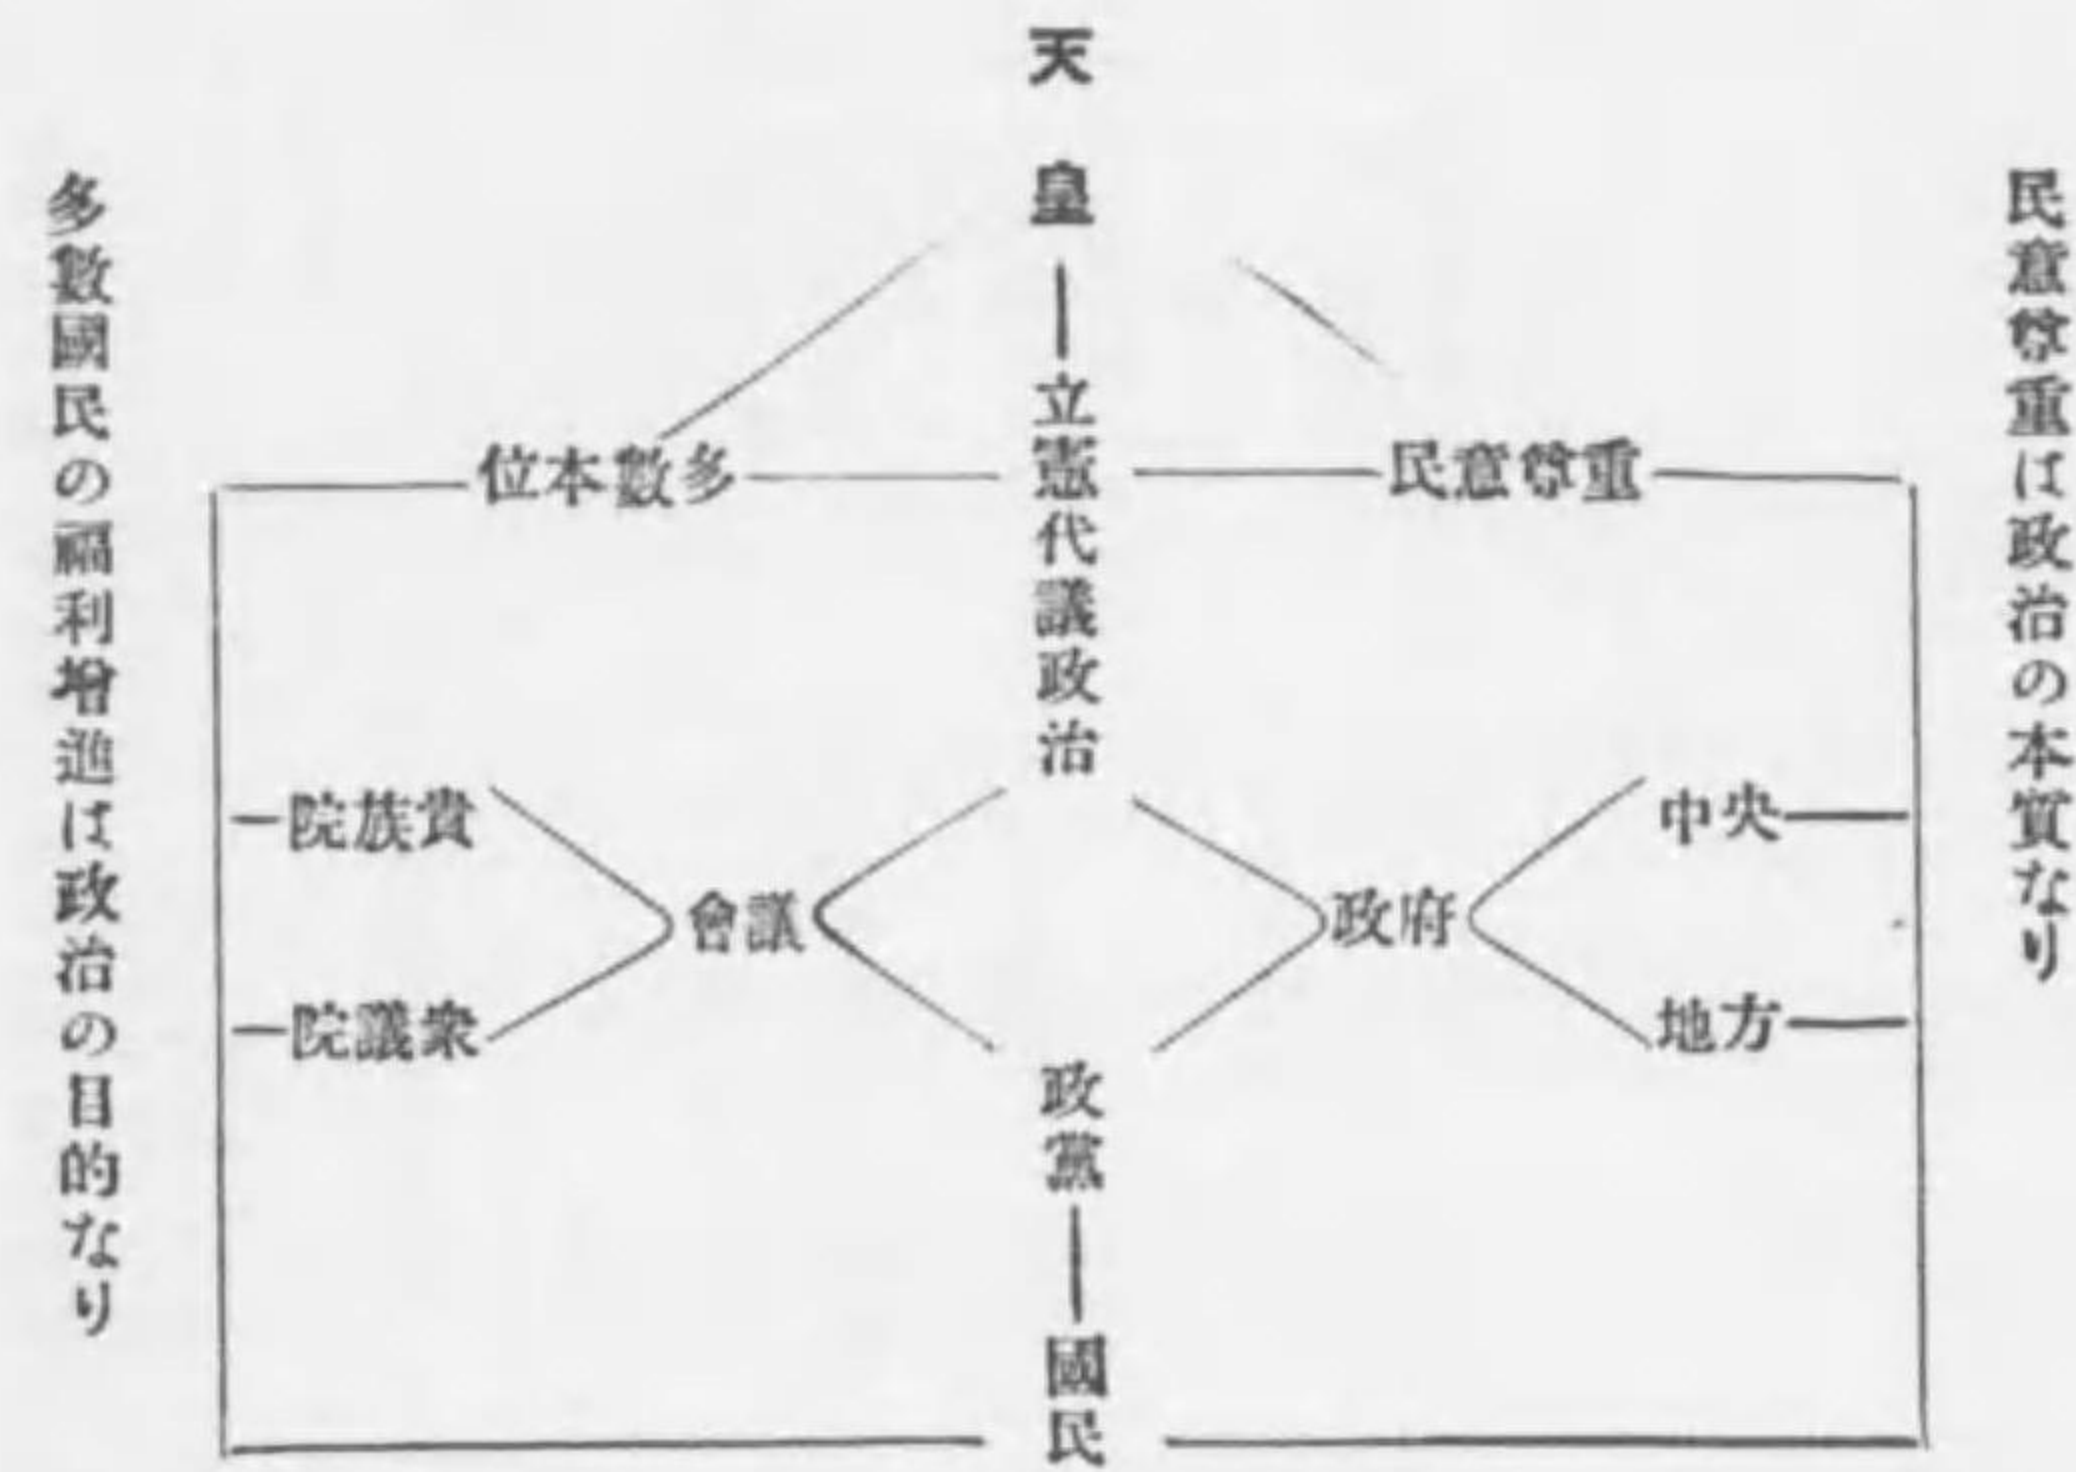 民意尊重は政治の本質なり
天皇
立憲代議政治
民意尊重
多數本位
政府
中央
地方
議會
貴族院
衆議院
政黨
國民
多數國民の福利增進は政治の目的なり